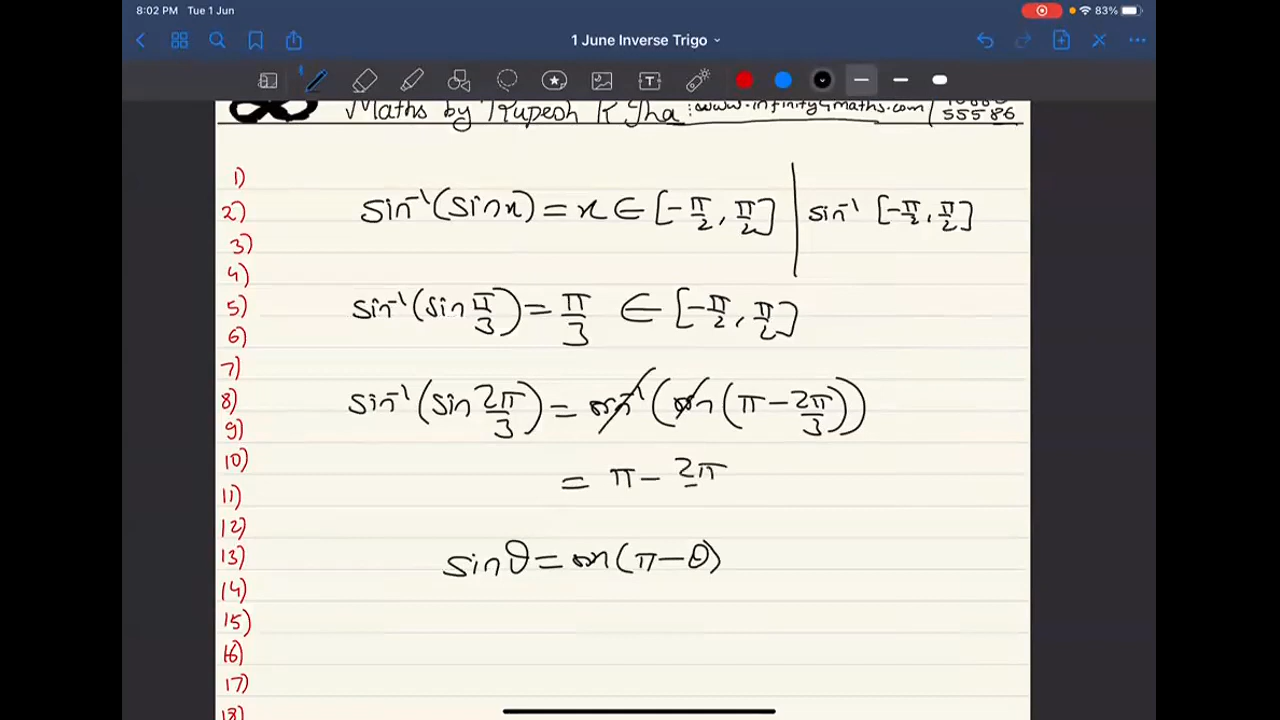 8:02 PM Tue 1 Jun 83%
1 June Inverse Trigo
Maths by Rupesh K Jha : www.infinity4maths.com
55586
1)
2) sin⁻¹(sinx) = x ∈ [-π/2, π/2] | sin⁻¹ [-π/2, π/2]
3)
4)
5) sin⁻¹(sin π/3) = π/3 ∈ [-π/2, π/2]
6)
7)
8) sin⁻¹(sin 2π/3) = sin⁻¹(sin(π - 2π/3))
9)
10) = π - 2π
11)
12)
13) sinθ = sin(π - θ)
14)
15)
16)
17)
18)